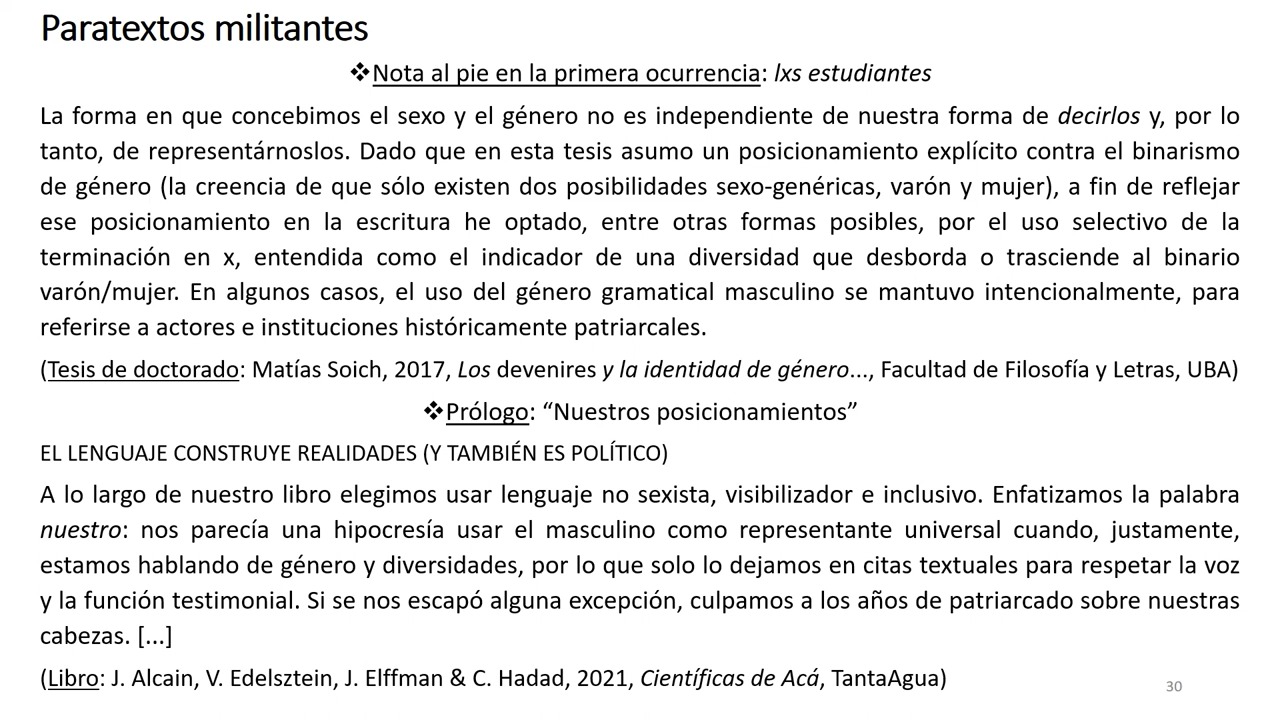 Paratextos militantes
❖Nota al pie en la primera ocurrencia: lxs estudiantes
La forma en que concebimos el sexo y el género no es independiente de nuestra forma de decirlos y, por lo
tanto, de representárnoslos. Dado que en esta tesis asumo un posicionamiento explícito contra el binarismo
de género (la creencia de que sólo existen dos posibilidades sexo-genéricas, varón y mujer), a fin de reflejar
ese posicionamiento en la escritura he optado, entre otras formas posibles, por el uso selectivo de la
terminación en x, entendida como el indicador de una diversidad que desborda o trasciende al binario
varón/mujer. En algunos casos, el uso del género gramatical masculino se mantuvo intencionalmente, para
referirse a actores e instituciones históricamente patriarcales.
(Tesis de doctorado: Matías Soich, 2017, Los devenires y la identidad de género..., Facultad de Filosofía y Letras, UBA)
❖Prólogo: “Nuestros posicionamientos”
EL LENGUAJE CONSTRUYE REALIDADES (Y TAMBIÉN ES POLÍTICO)
A lo largo de nuestro libro elegimos usar lenguaje no sexista, visibilizador e inclusivo. Enfatizamos la palabra
nuestro: nos parecía una hipocresía usar el masculino como representante universal cuando, justamente,
estamos hablando de género y diversidades, por lo que solo lo dejamos en citas textuales para respetar la voz
y la función testimonial. Si se nos escapó alguna excepción, culpamos a los años de patriarcado sobre nuestras
cabezas. [...]
(Libro: J. Alcain, V. Edelsztein, J. Elffman & C. Hadad, 2021, Científicas de Acá, TantaAgua)
30